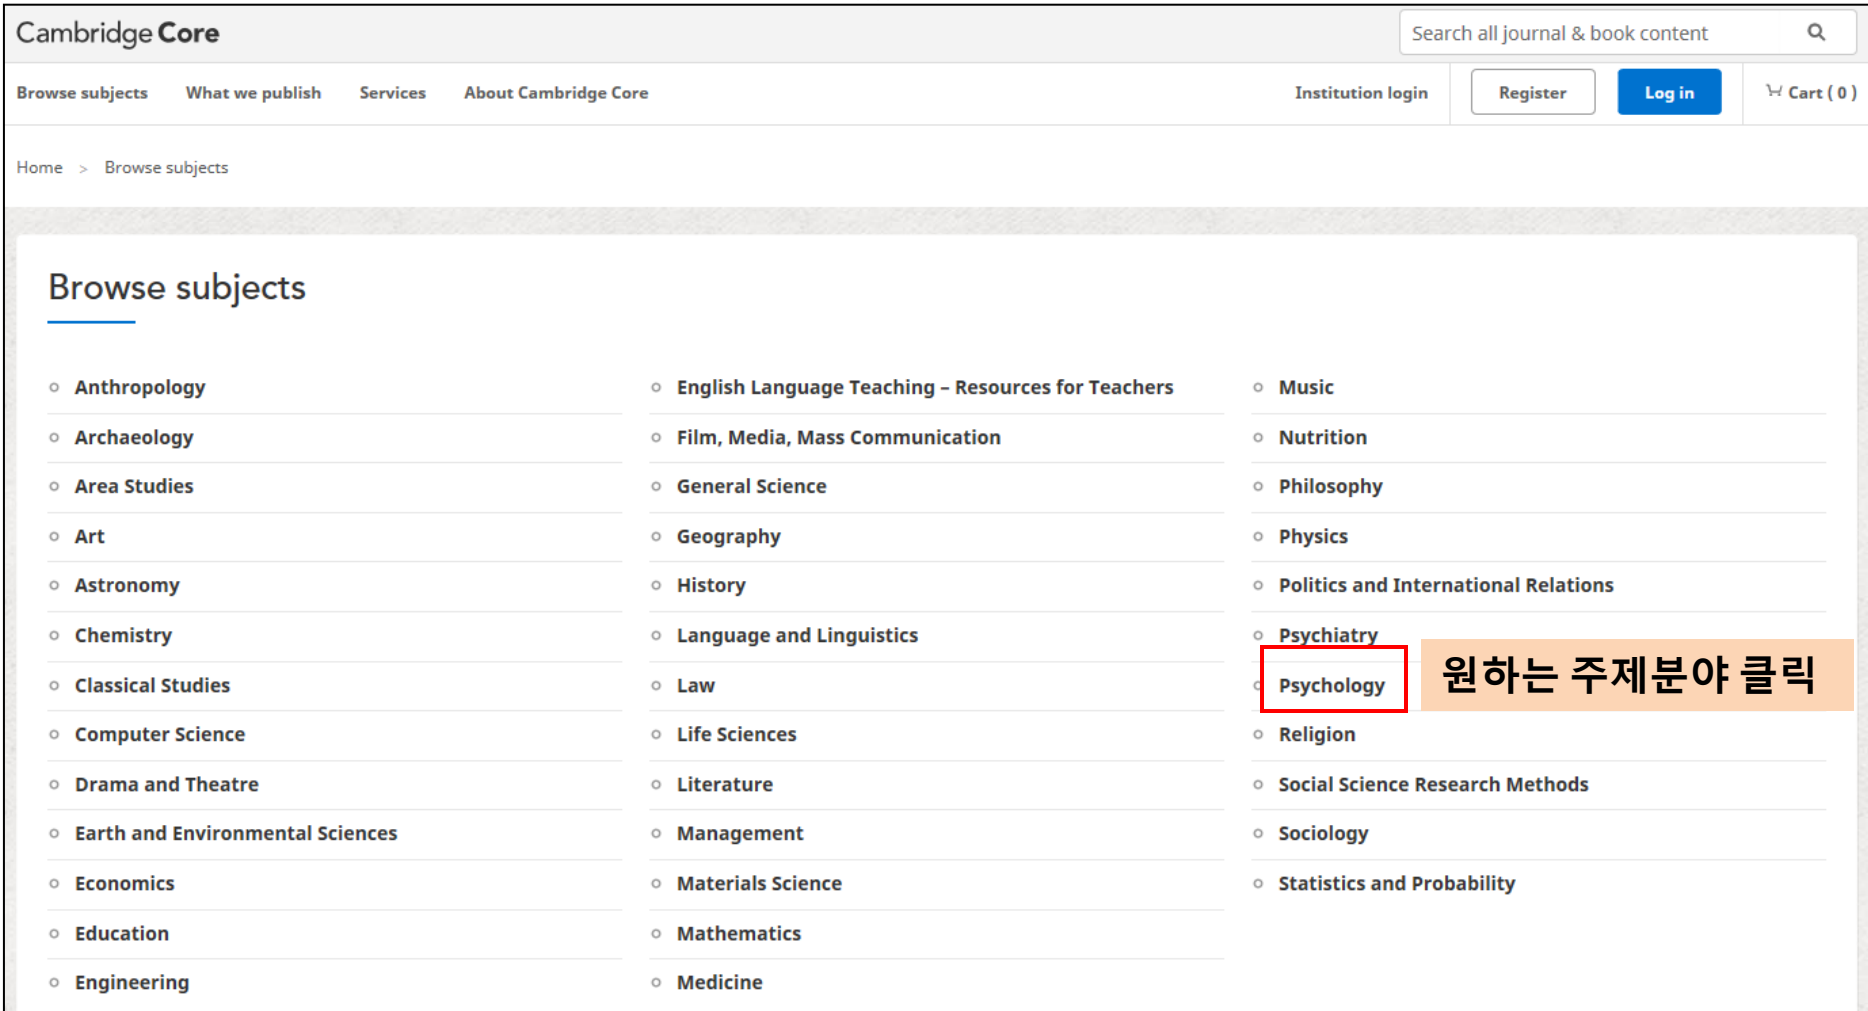 Cambridge Core
Search all journal & book content
Browse subjects What we publish Services About Cambridge Core Institution login Register Log in Cart ( 0 )
Home > Browse subjects
Browse subjects
Anthropology
Archaeology
Area Studies
Art
Astronomy
Chemistry
Classical Studies
Computer Science
Drama and Theatre
Earth and Environmental Sciences
Economics
Education
Engineering
English Language Teaching – Resources for Teachers
Film, Media, Mass Communication
General Science
Geography
History
Language and Linguistics
Law
Life Sciences
Literature
Management
Materials Science
Mathematics
Medicine
Music
Nutrition
Philosophy
Physics
Politics and International Relations
Psychiatry
Psychology
원하는 주제분야 클릭
Religion
Social Science Research Methods
Sociology
Statistics and Probability